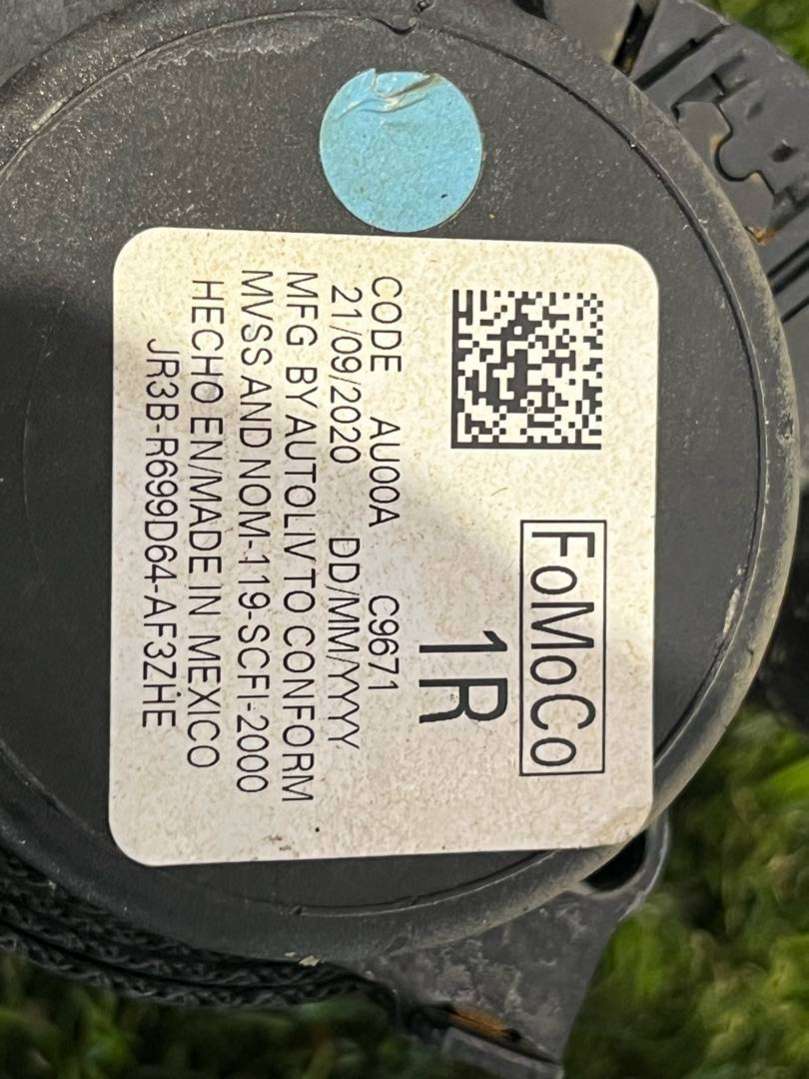 FoMoCo
1R
CODE AU00A C9671
21/09/2020 DD/MM/YYYY
MFG BY AUTOLIV TO CONFORM
MVSS AND NOM-119-SCFI-2000
HECHO EN/MADE IN MEXICO
JR3B-R699D64-AF3ZHE